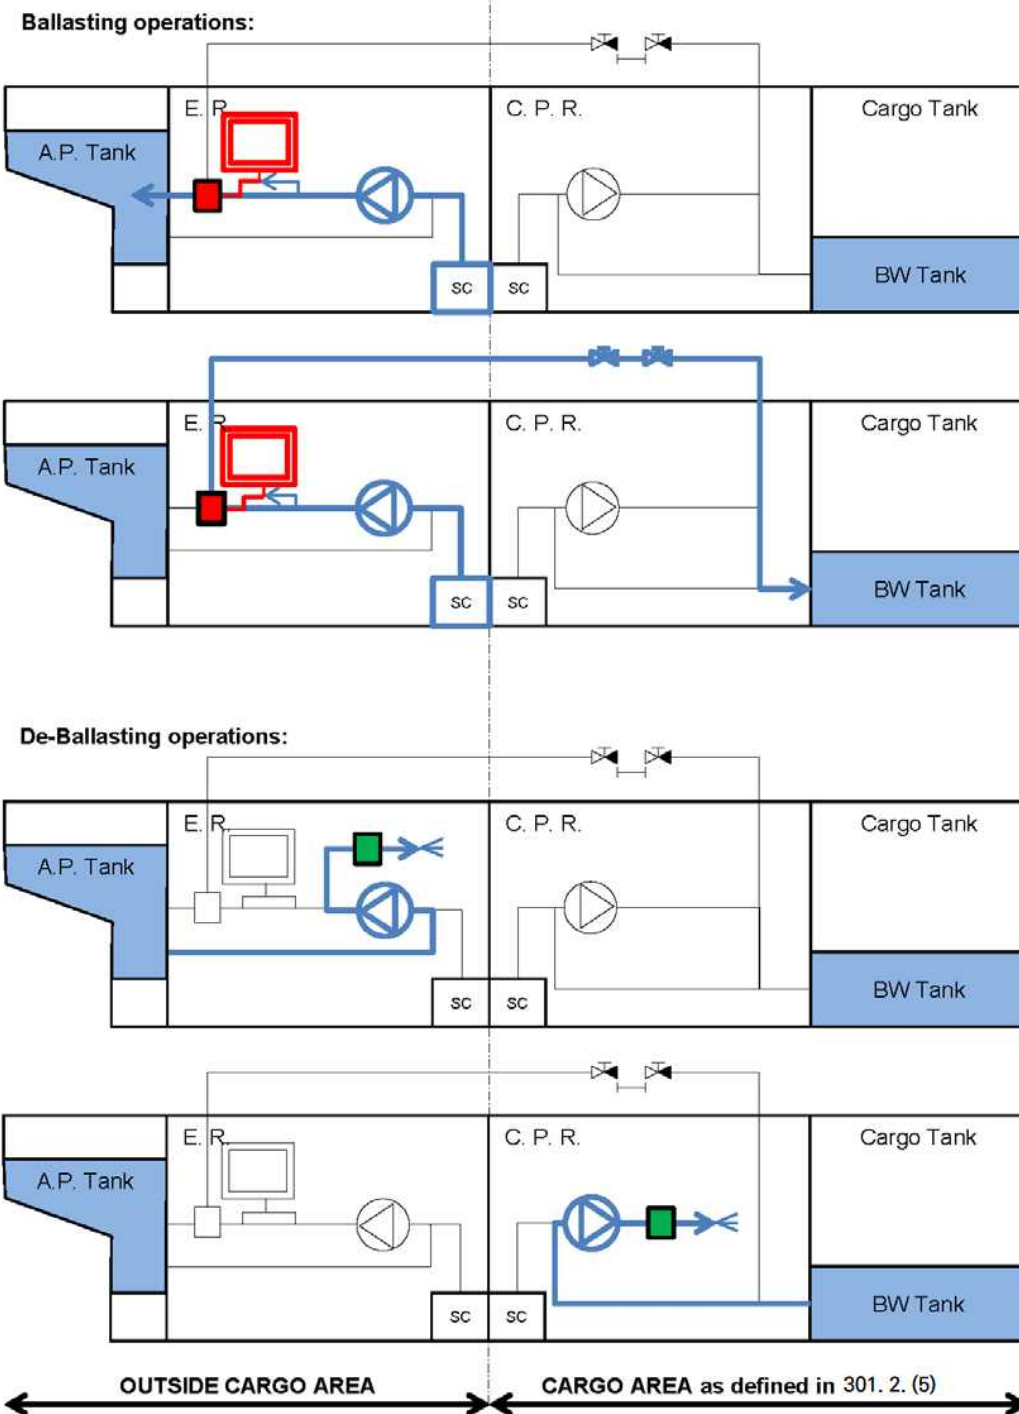 Ballasting operations:
E. R. C. P. R. Cargo Tank
A.P. Tank
BW Tank
SC SC
E. R. C. P. R. Cargo Tank
A.P. Tank
BW Tank
SC SC
De-Ballasting operations:
E. R. C. P. R. Cargo Tank
A.P. Tank
BW Tank
SC SC
E. R. C. P. R. Cargo Tank
A.P. Tank
BW Tank
SC SC
OUTSIDE CARGO AREA CARGO AREA as defined in 301. 2. (5)